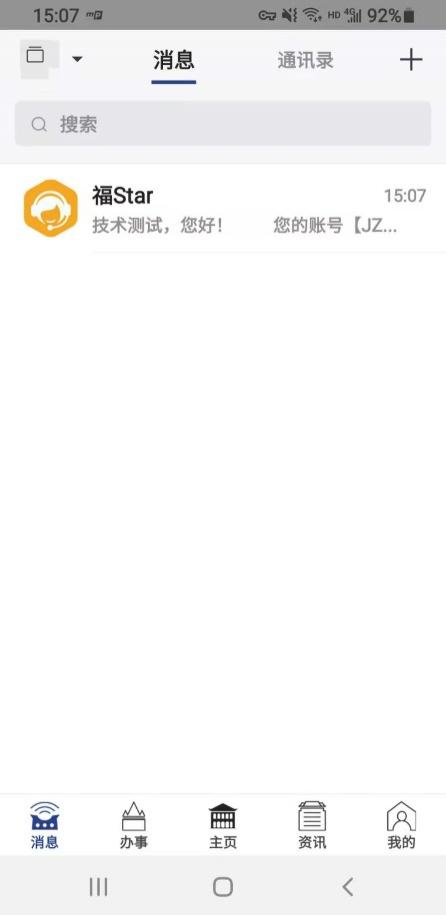 15:07 HD 4G 92%
消息 通讯录
搜索
福Star 15:07
技术测试，您好！ 您的账号【JZ...
消息 办事 主页 资讯 我的